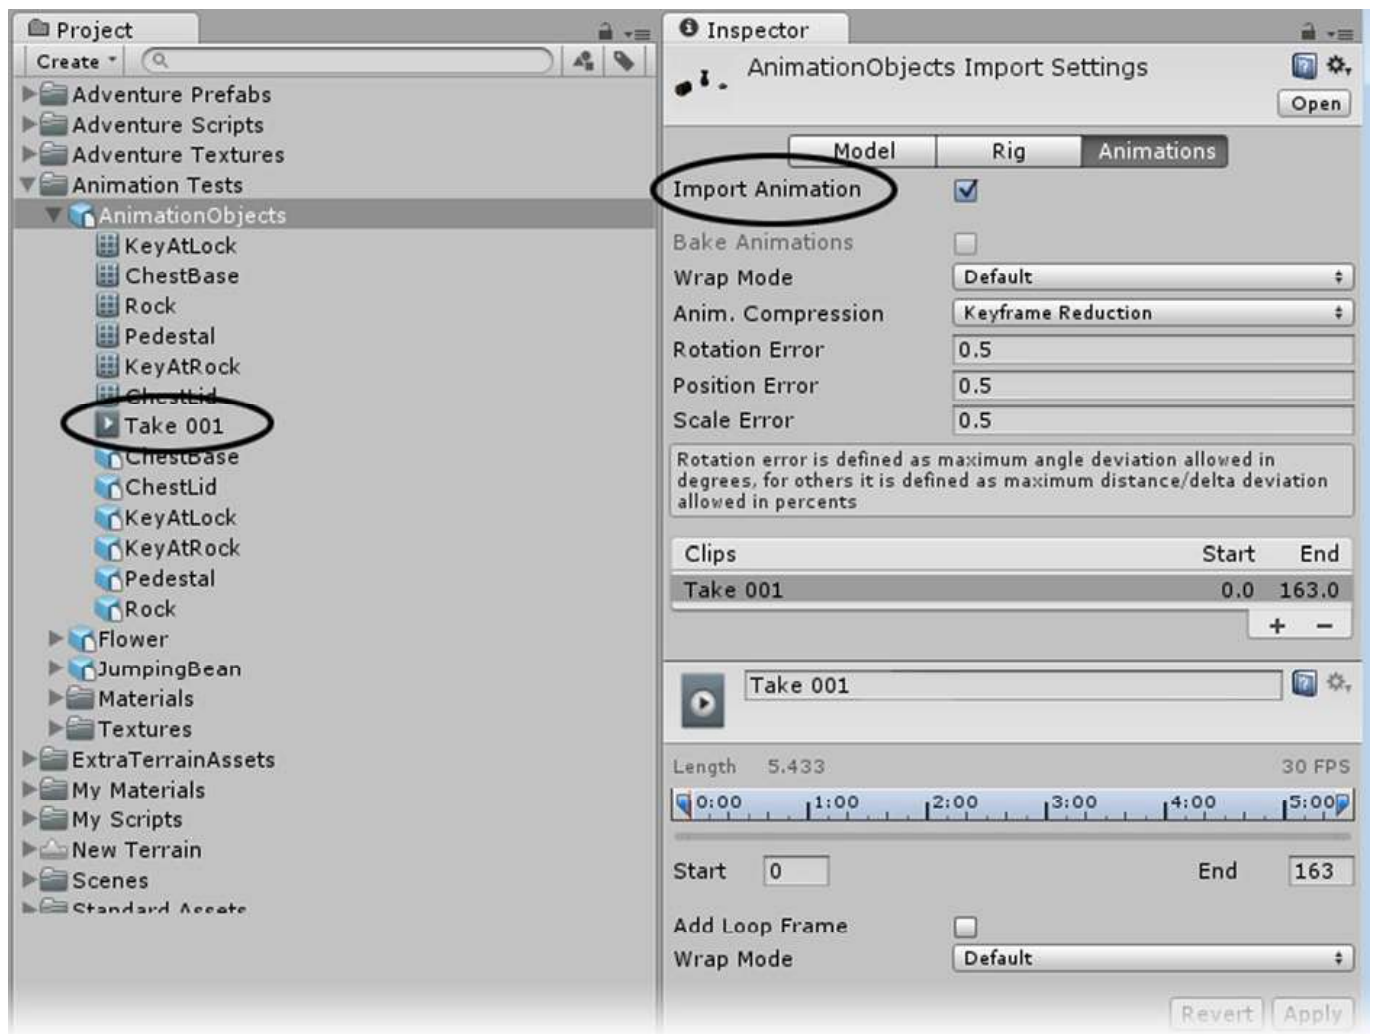 Project
Create
Adventure Prefabs
Adventure Scripts
Adventure Textures
Animation Tests
AnimationObjects
KeyAtLock
ChestBase
Rock
Pedestal
KeyAtRock
ChestLid
Take 001
ChestBase
ChestLid
KeyAtLock
KeyAtRock
Pedestal
Rock
Flower
JumpingBean
Materials
Textures
ExtraTerrainAssets
My Materials
My Scripts
New Terrain
Scenes
Standard Assets
Inspector
AnimationObjects Import Settings
Open
Model Rig Animations
Import Animation
Bake Animations
Wrap Mode Default
Anim. Compression Keyframe Reduction
Rotation Error 0.5
Position Error 0.5
Scale Error 0.5
Rotation error is defined as maximum angle deviation allowed in
degrees, for others it is defined as maximum distance/delta deviation
allowed in percents
Clips Start End
Take 001 0.0 163.0
+ −
Take 001
Length 5.433 30 FPS
0:00 1:00 2:00 3:00 4:00 5:00
Start 0 End 163
Add Loop Frame
Wrap Mode Default
Revert Apply